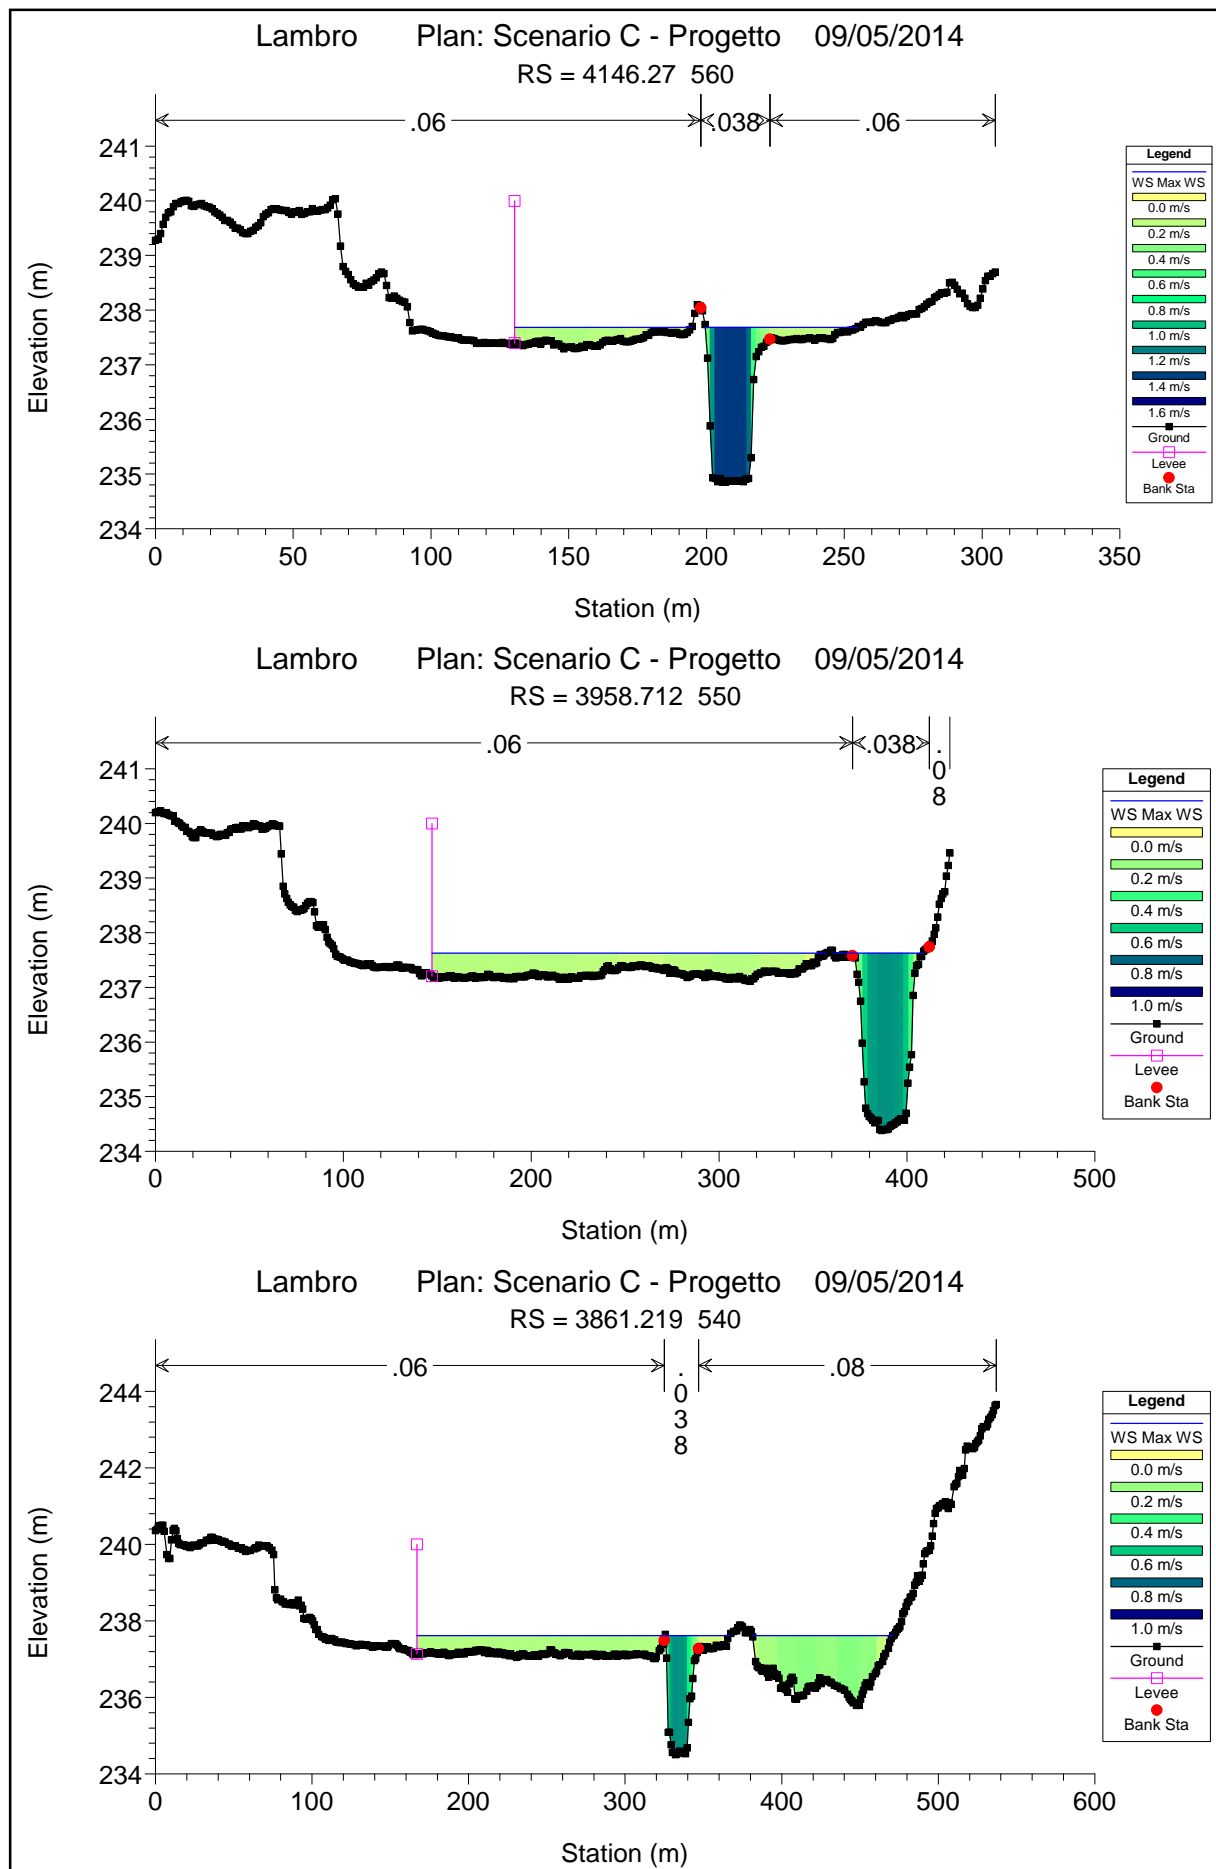 Lambro Plan: Scenario C - Progetto 09/05/2014
RS = 4146.27 560
.06 .038 .06
241
240
239
238
237
236
235
234
0 50 100 150 200 250 300 350
Station (m)
Elevation (m)
Legend
WS Max WS
0.0 m/s
0.2 m/s
0.4 m/s
0.6 m/s
0.8 m/s
1.0 m/s
1.2 m/s
1.4 m/s
1.6 m/s
Ground
Levee
Bank Sta
Lambro Plan: Scenario C - Progetto 09/05/2014
RS = 3958.712 550
.06 .038 .08
241
240
239
238
237
236
235
234
0 100 200 300 400 500
Station (m)
Elevation (m)
Legend
WS Max WS
0.0 m/s
0.2 m/s
0.4 m/s
0.6 m/s
0.8 m/s
1.0 m/s
Ground
Levee
Bank Sta
Lambro Plan: Scenario C - Progetto 09/05/2014
RS = 3861.219 540
.06 .038 .08
244
242
240
238
236
234
0 100 200 300 400 500 600
Station (m)
Elevation (m)
Legend
WS Max WS
0.0 m/s
0.2 m/s
0.4 m/s
0.6 m/s
0.8 m/s
1.0 m/s
Ground
Levee
Bank Sta